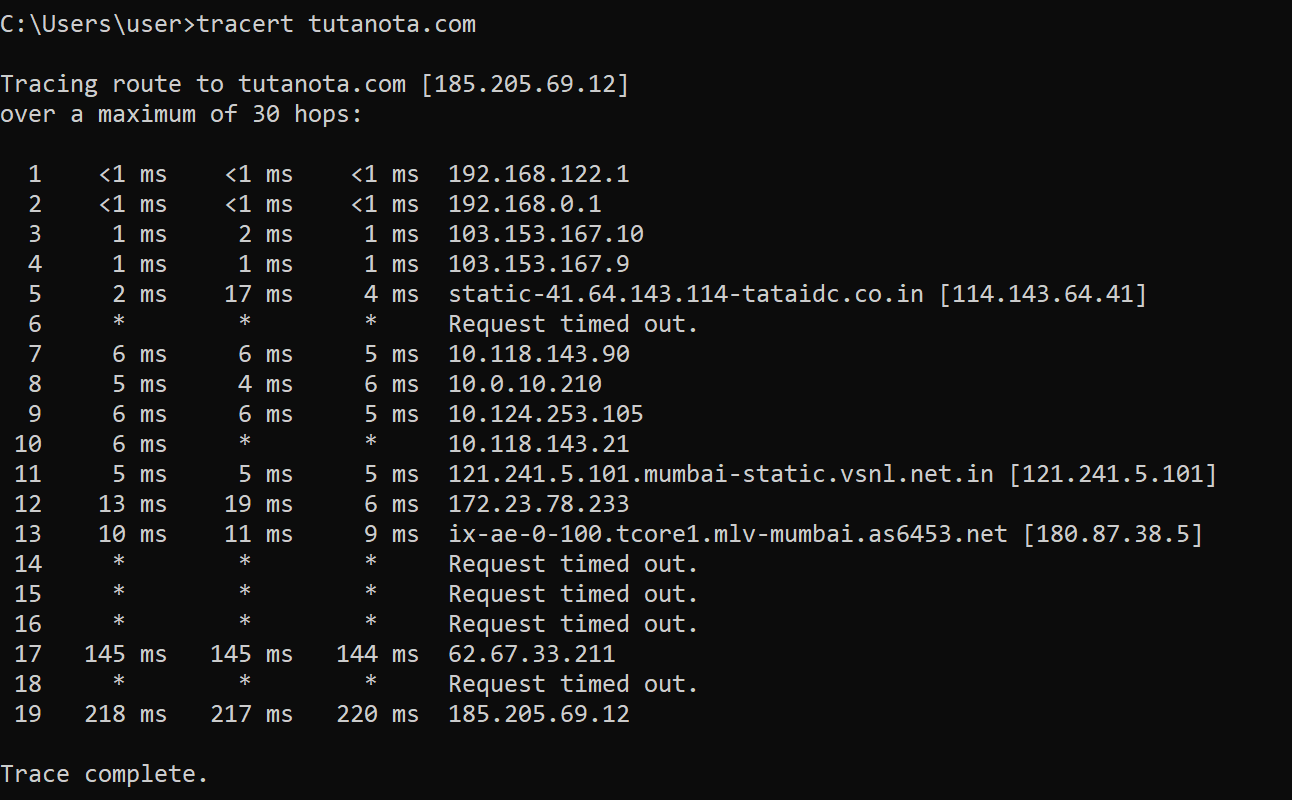 C:\Users\user>tracert tutanota.com
Tracing route to tutanota.com [185.205.69.12]
over a maximum of 30 hops:
  1    <1 ms    <1 ms    <1 ms  192.168.122.1
  2    <1 ms    <1 ms    <1 ms  192.168.0.1
  3     1 ms     2 ms     1 ms  103.153.167.10
  4     1 ms     1 ms     1 ms  103.153.167.9
  5     2 ms    17 ms     4 ms  static-41.64.143.114-tataidc.co.in [114.143.64.41]
  6     *        *        *     Request timed out.
  7     6 ms     6 ms     5 ms  10.118.143.90
  8     5 ms     4 ms     6 ms  10.0.10.210
  9     6 ms     6 ms     5 ms  10.124.253.105
 10     6 ms     *        *     10.118.143.21
 11     5 ms     5 ms     5 ms  121.241.5.101.mumbai-static.vsnl.net.in [121.241.5.101]
 12    13 ms    19 ms     6 ms  172.23.78.233
 13    10 ms    11 ms     9 ms  ix-ae-0-100.tcore1.mlv-mumbai.as6453.net [180.87.38.5]
 14     *        *        *     Request timed out.
 15     *        *        *     Request timed out.
 16     *        *        *     Request timed out.
 17   145 ms   145 ms   144 ms  62.67.33.211
 18     *        *        *     Request timed out.
 19   218 ms   217 ms   220 ms  185.205.69.12
Trace complete.